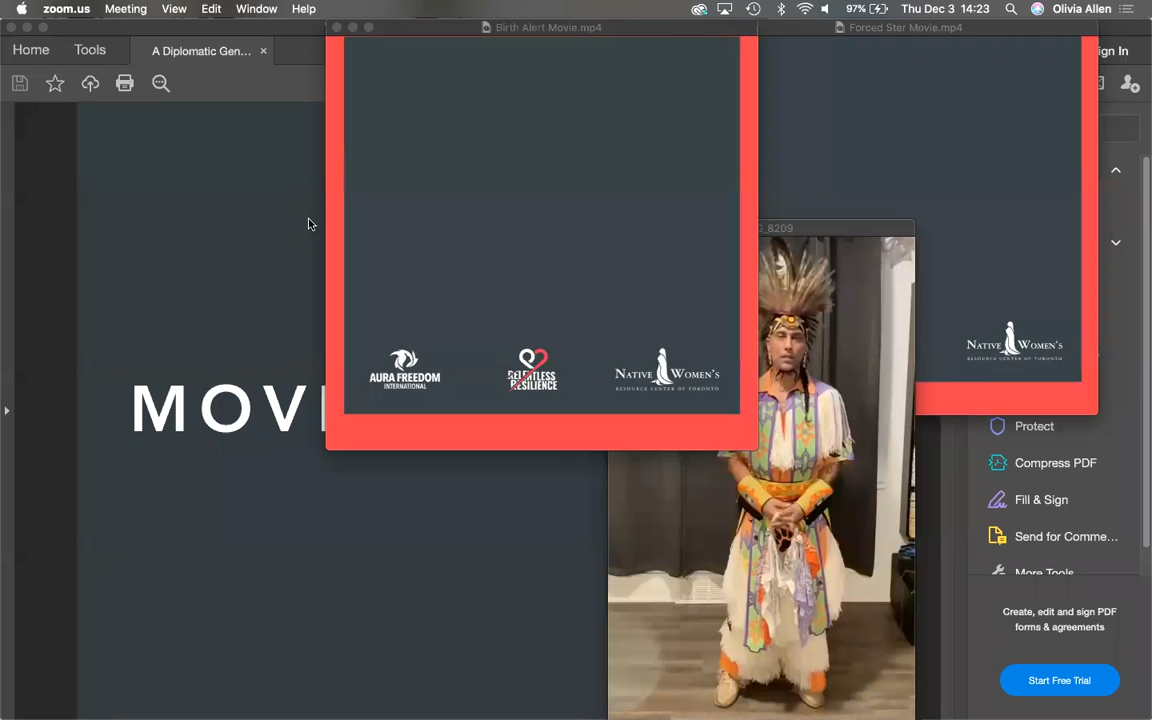 zoom.us Meeting View Edit Window Help 97% Thu Dec 3 14:23 Olivia Allen
Birth Alert Movie.mp4
Forced Ster Movie.mp4
Home Tools A Diplomatic Gen... × gn In
_8209
AURA FREEDOM
INTERNATIONAL
RELENTLESS
RESILIENCE
NATIVE WOMEN'S
RESOURCE CENTER OF TORONTO
NATIVE WOMEN'S
RESOURCE CENTER OF TORONTO
MOVI
Protect
Compress PDF
Fill & Sign
Send for Comme...
More Tools
Create, edit and sign PDF
forms & agreements
Start Free Trial